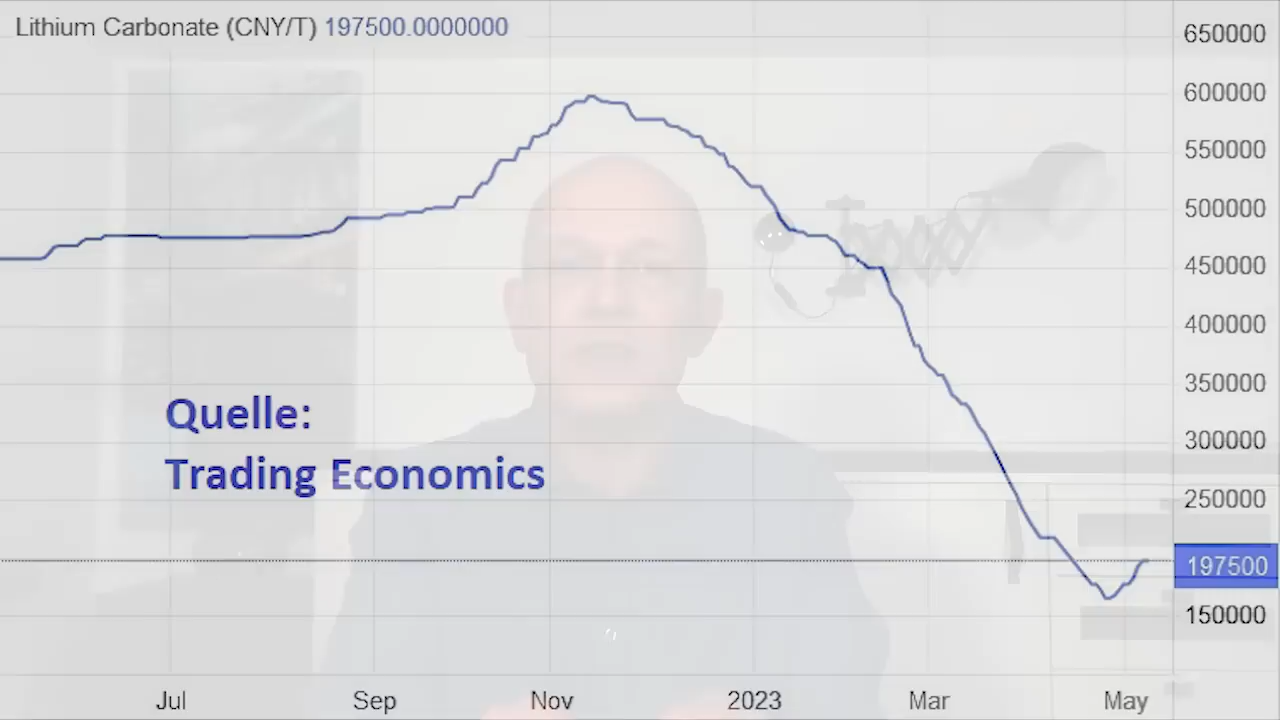 Lithium Carbonate (CNY/T) 197500.0000000
650000
600000
550000
500000
450000
400000
350000
300000
250000
197500
150000
Quelle:
Trading Economics
Jul Sep Nov 2023 Mar May